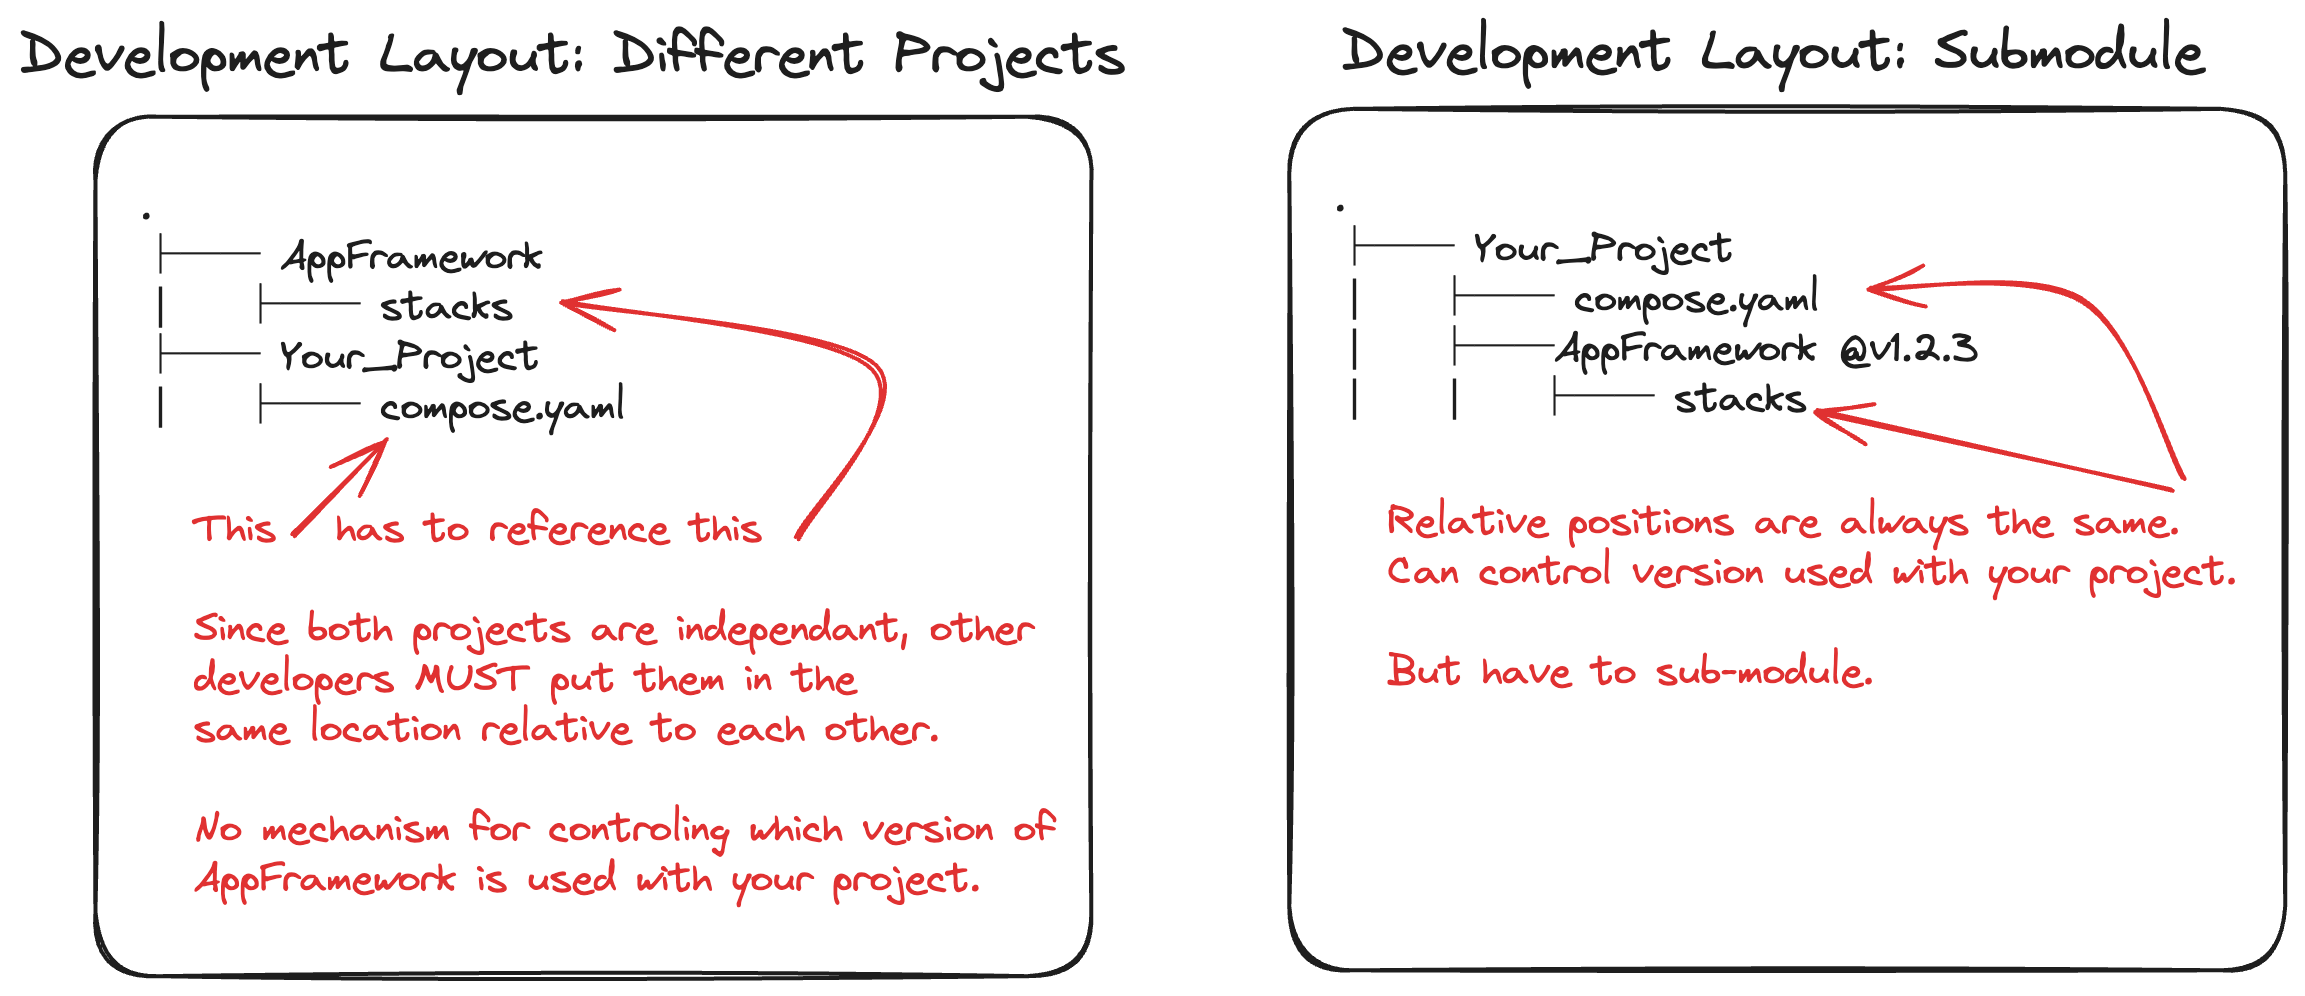 Development Layout: Different Projects
.
AppFramework
stacks
Your_Project
compose.yaml
This has to reference this
Since both projects are independant, other
developers MUST put them in the
same location relative to each other.
No mechanism for controling which version of
AppFramework is used with your project.
Development Layout: Submodule
.
Your_Project
compose.yaml
AppFramework @v1.2.3
stacks
Relative positions are always the same.
Can control version used with your project.
But have to sub-module.